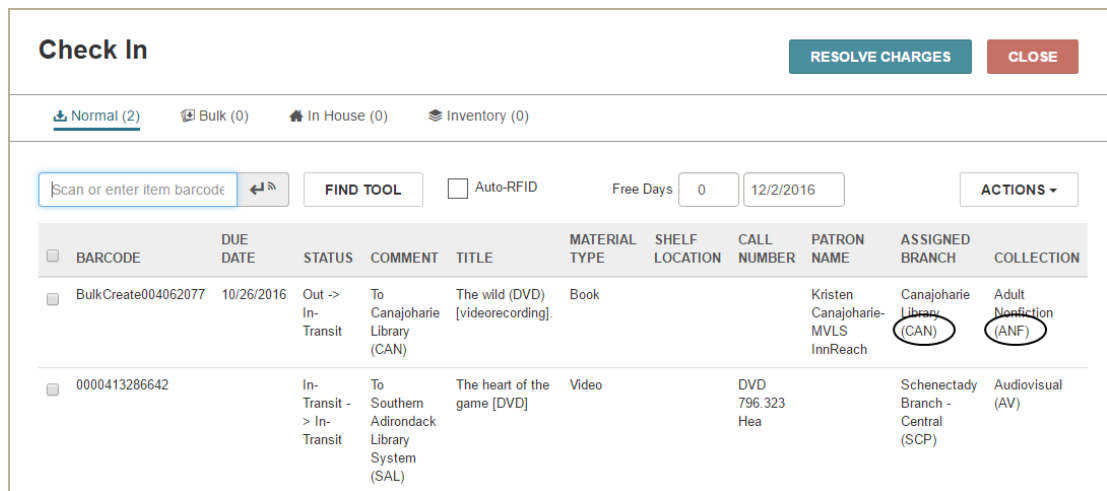 Check In
RESOLVE CHARGES
CLOSE
Normal (2)
Bulk (0)
In House (0)
Inventory (0)
Scan or enter item barcode
FIND TOOL
Auto-RFID
Free Days
0
12/2/2016
ACTIONS
BARCODE
DUE
DATE
STATUS
COMMENT
TITLE
MATERIAL
TYPE
SHELF
LOCATION
CALL
NUMBER
PATRON
NAME
ASSIGNED
BRANCH
COLLECTION
BulkCreate004062077
10/26/2016
Out ->
In-
Transit
To
Canajoharie
Library
(CAN)
The wild (DVD)
[videorecording].
Book
Kristen
Canajoharie-
MVLS
InnReach
Canajoharie
Library
(CAN)
Adult
Nonfiction
(ANF)
0000413286642
In-
Transit -
> In-
Transit
To
Southern
Adirondack
Library
System
(SAL)
The heart of the
game [DVD]
Video
DVD
796.323
Hea
Schenectady
Branch -
Central
(SCP)
Audiovisual
(AV)